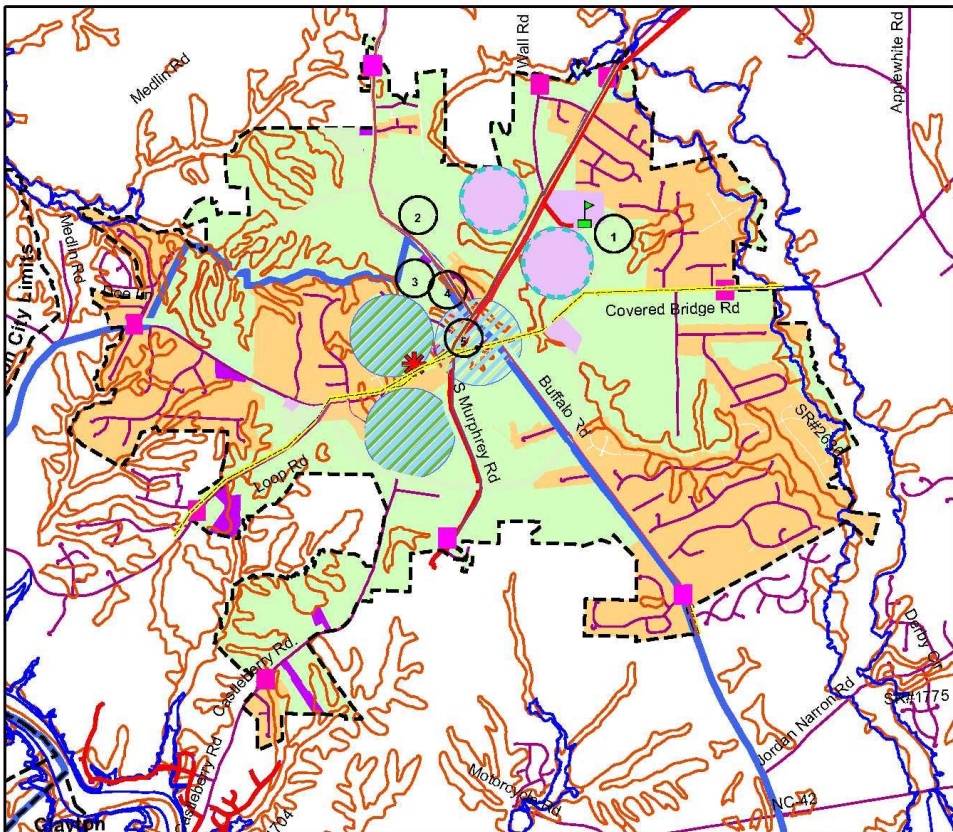 Medlin Rd
Wall Rd
Applewhite Rd
2
1
Medlin Rd
City Limits
3
4
Covered Bridge Rd
5
S Murphrey Rd
Buffalo Rd
Loop Rd
Castleberry Rd.
Derby Cir
SR#1775
Jordan Narron Rd
Castleberry Rd
Motorcycle Rd
NC-42
Clayton